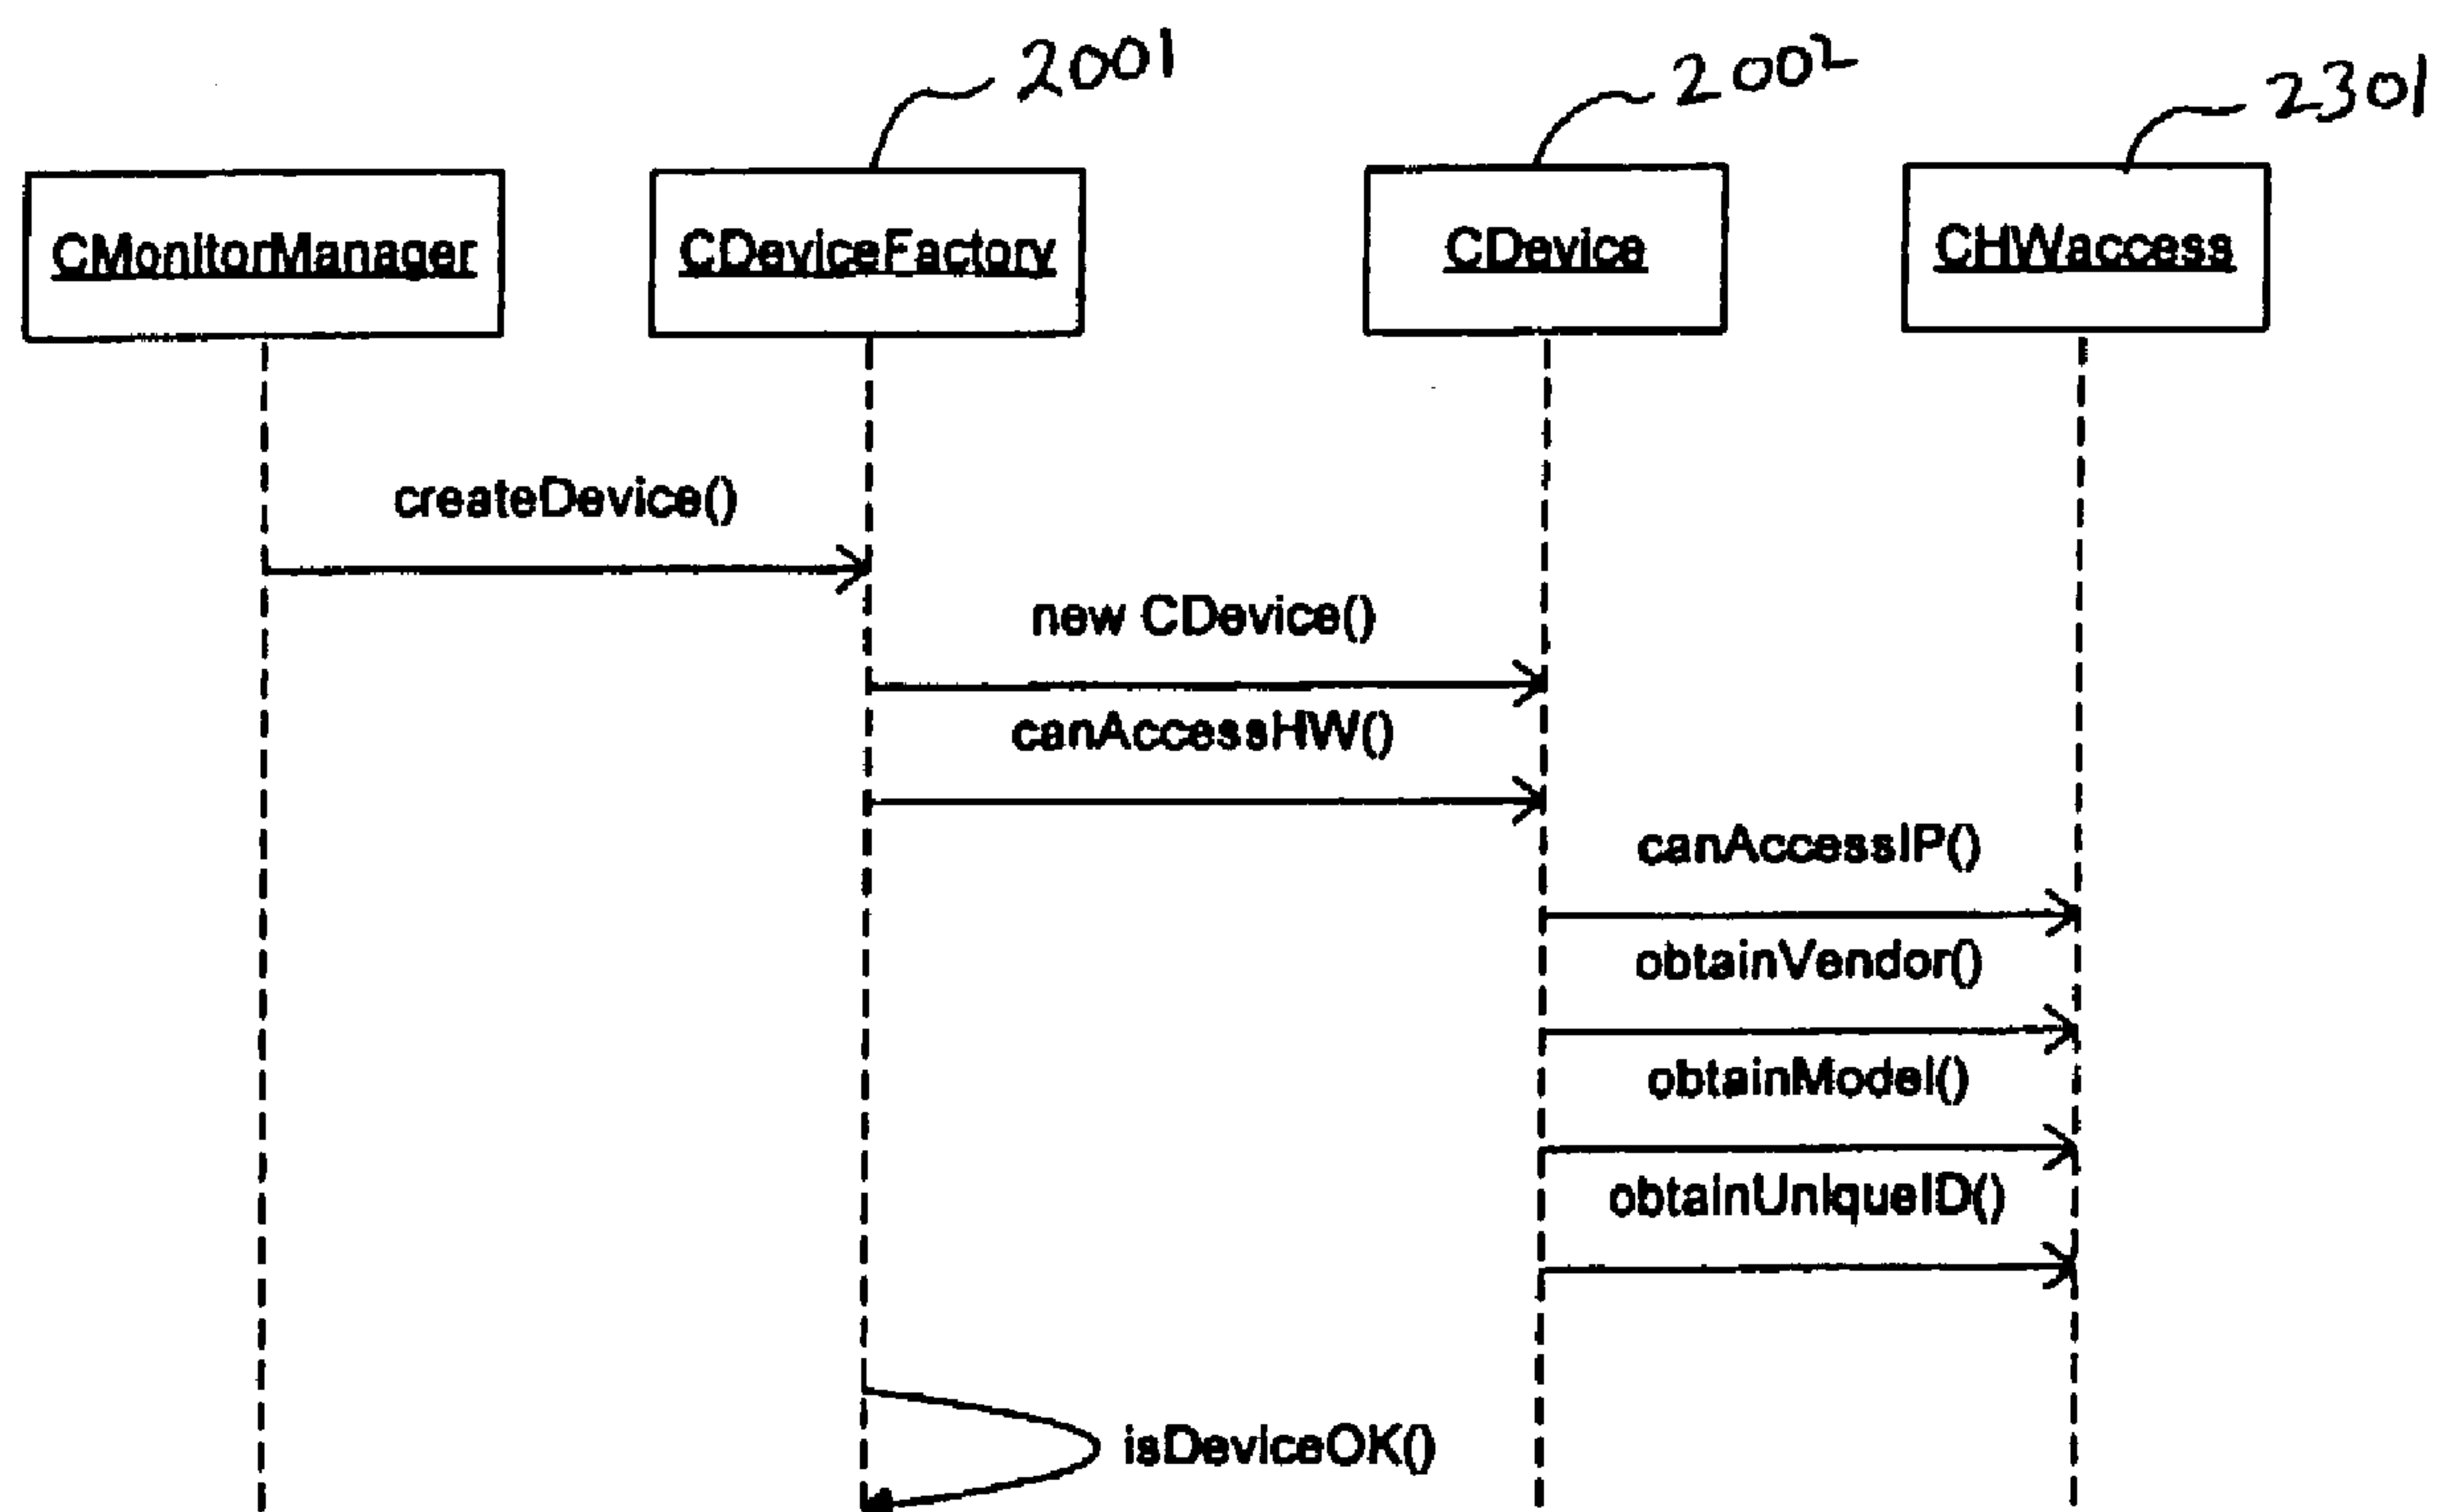 2001
2002
2301
CMonitorManager
CDeviceFactory
CDevice
CHWaccess
createDevice()
new CDevice()
canAccessHW()
canAccessIP()
obtainVendor()
obtainModel()
obtainUniqueID()
isDeviceOK()